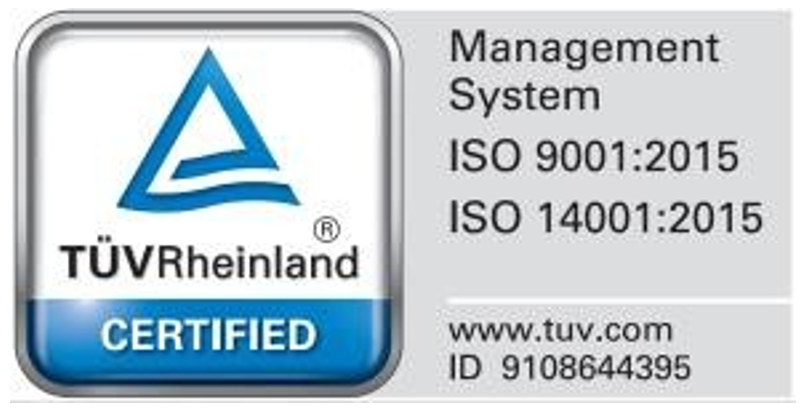 ®
TÜVRheinland
CERTIFIED
Management
System
ISO 9001:2015
ISO 14001:2015
www.tuv.com
ID 9108644395